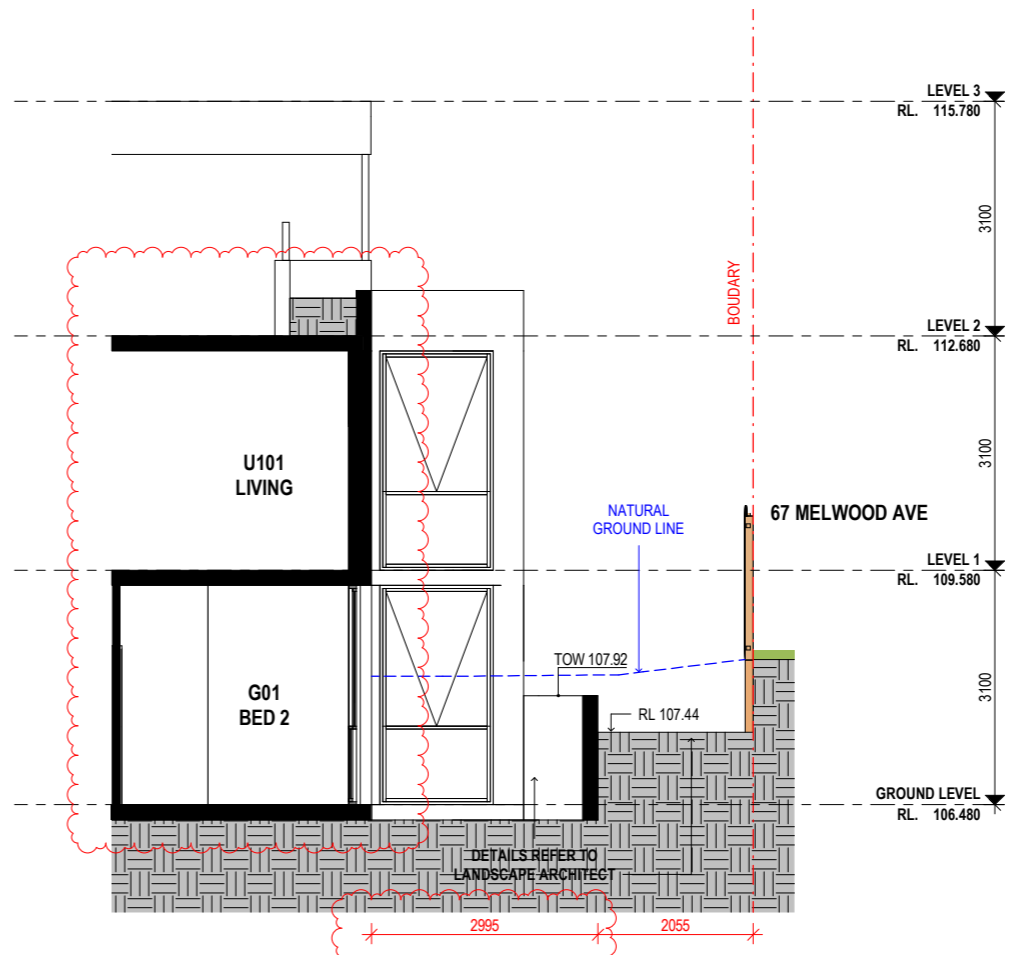 LEVEL 3
RL. 115.780
3100
BOUDARY
LEVEL 2
RL. 112.680
3100
U101
LIVING
NATURAL
GROUND LINE
67 MELWOOD AVE
LEVEL 1
RL. 109.580
3100
TOW 107.92
G01
BED 2
RL 107.44
GROUND LEVEL
RL. 106.480
DETAILS REFER TO
LANDSCAPE ARCHITECT
2995
2055